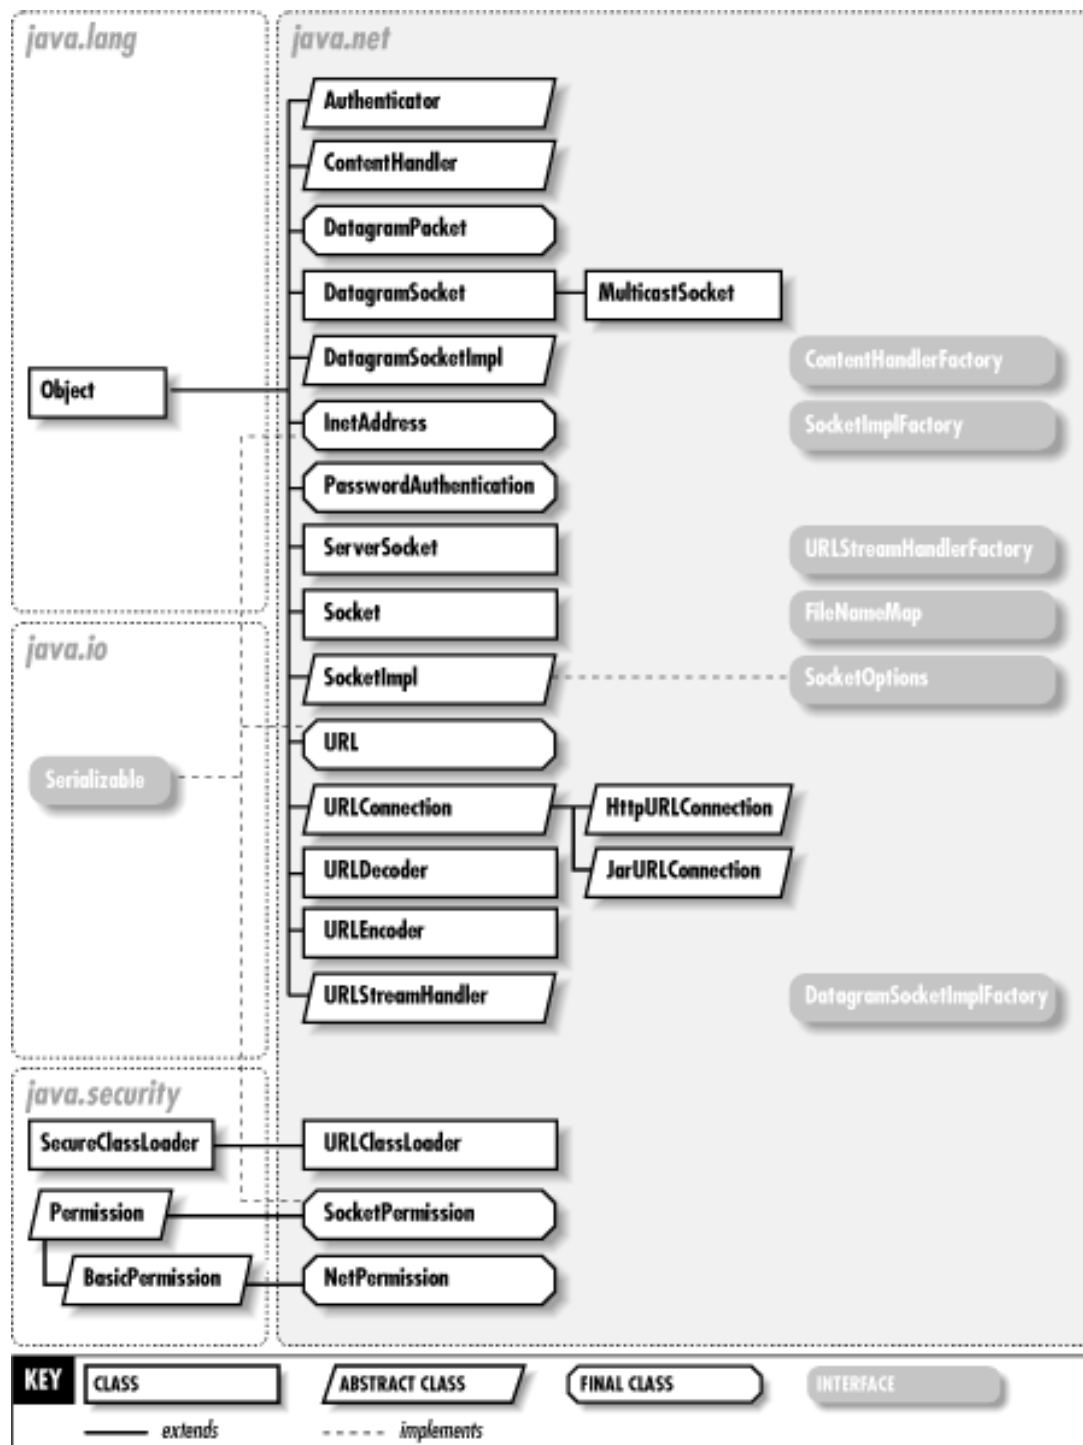 java.lang
java.net
Authenticator
ContentHandler
DatagramPacket
DatagramSocket
MulticastSocket
DatagramSocketImpl
ContentHandlerFactory
Object
InetAddress
SocketImplFactory
PasswordAuthentication
ServerSocket
URLStreamHandlerFactory
Socket
FileNameMap
java.io
SocketImpl
SocketOptions
URL
Serializable
URLConnection
HttpURLConnection
URLDecoder
JarURLConnection
URLEncoder
URLStreamHandler
DatagramSocketImplFactory
java.security
SecureClassLoader
URLClassLoader
Permission
SocketPermission
BasicPermission
NetPermission
KEY
CLASS
ABSTRACT CLASS
FINAL CLASS
INTERFACE
extends
implements